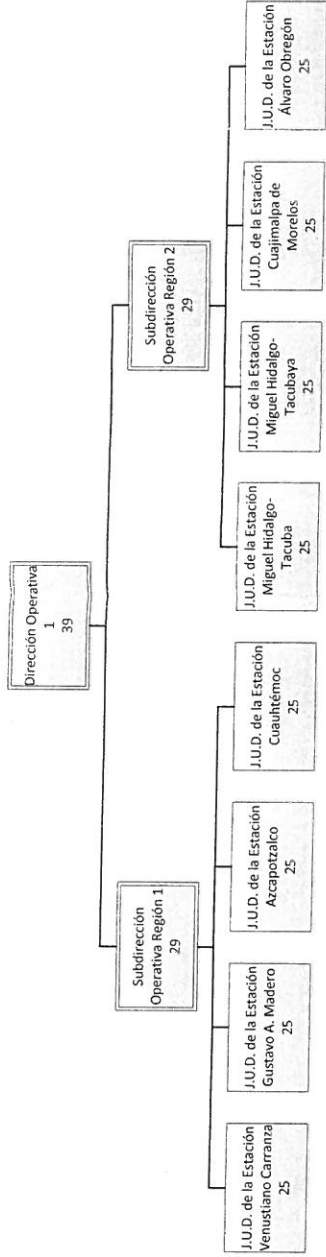 Dirección Operativa
1
39
Subdirección
Operativa Región 1
29
Subdirección
Operativa Región 2
29
J.U.D. de la Estación
Venustiano Carranza
25
J.U.D. de la Estación
Gustavo A. Madero
25
J.U.D. de la Estación
Azcapotzalco
25
J.U.D. de la Estación
Cuauhtémoc
25
J.U.D. de la Estación
Miguel Hidalgo-
Tacuba
25
J.U.D. de la Estación
Miguel Hidalgo-
Tacubaya
25
J.U.D. de la Estación
Cuajimalpa de
Morelos
25
J.U.D. de la Estación
Álvaro Obregón
25